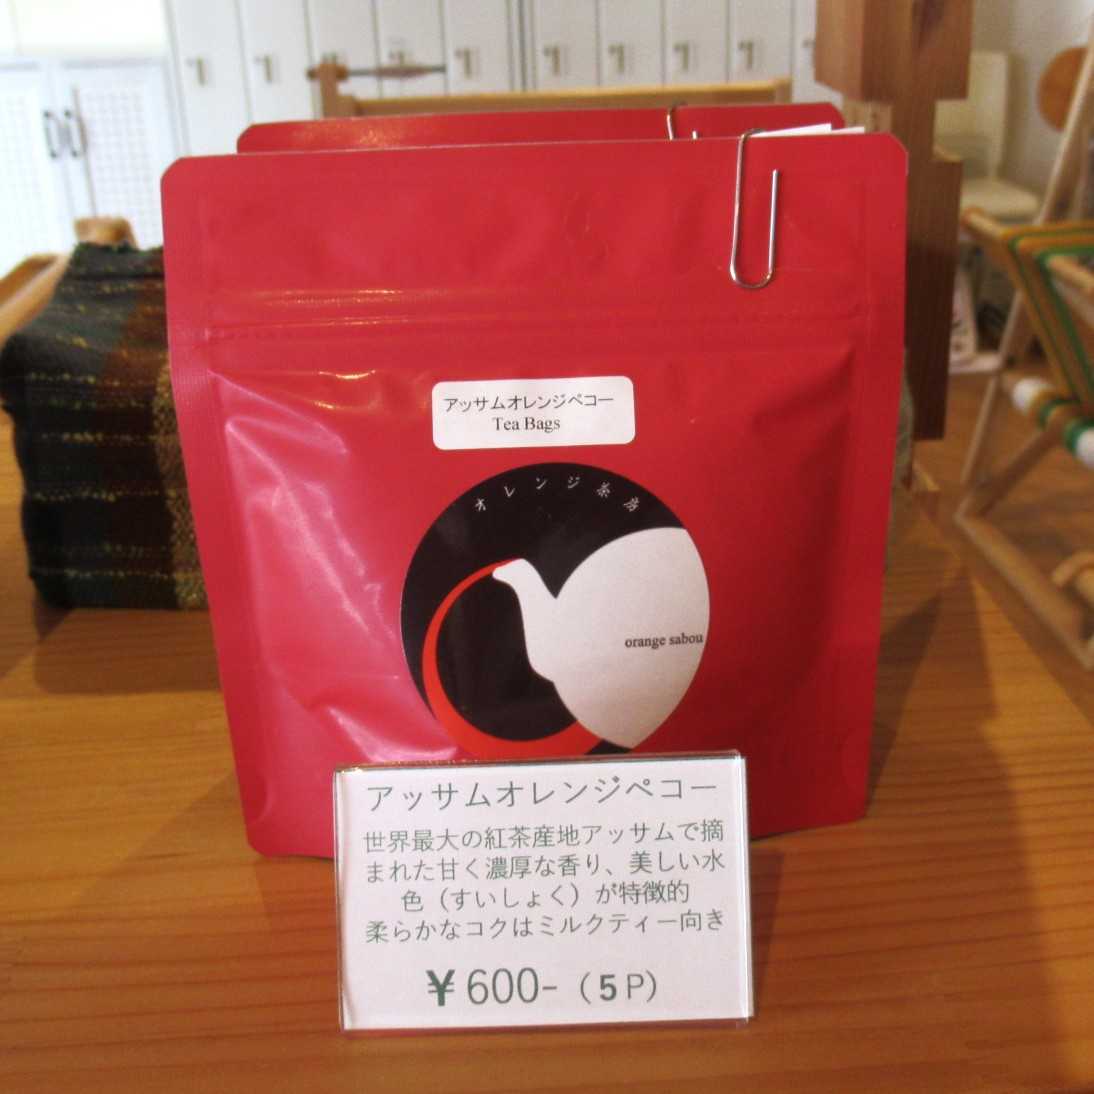 アッサムオレンジペコー
Tea Bags
オレンジ茶房
orange sabou
アッサムオレンジペコー
世界最大の紅茶産地アッサムで摘
まれた甘く濃厚な香り、美しい水
色（すいしょく）が特徴的
柔らかなコクはミルクティー向き
￥600-（5P）